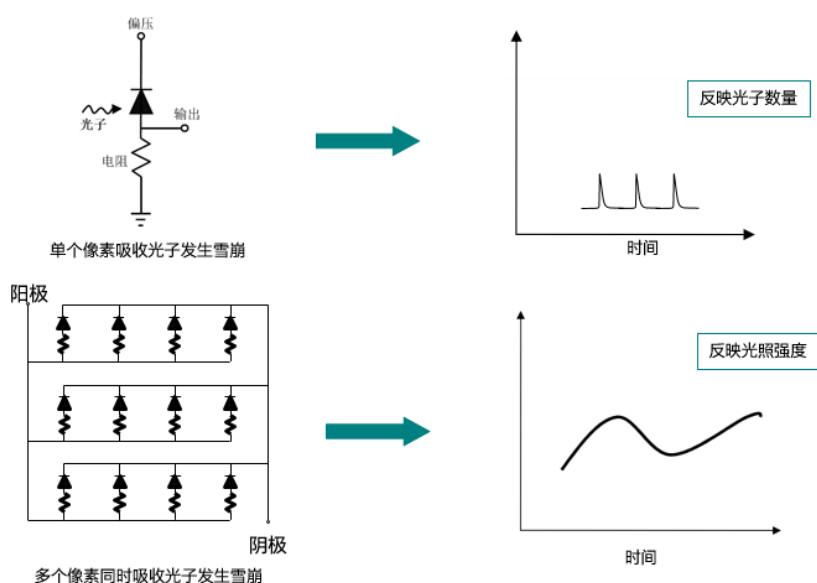 偏压
光子
输出
电阻
单个像素吸收光子发生雪崩
反映光子数量
时间
阳极
阴极
多个像素同时吸收光子发生雪崩
反映光照强度
时间